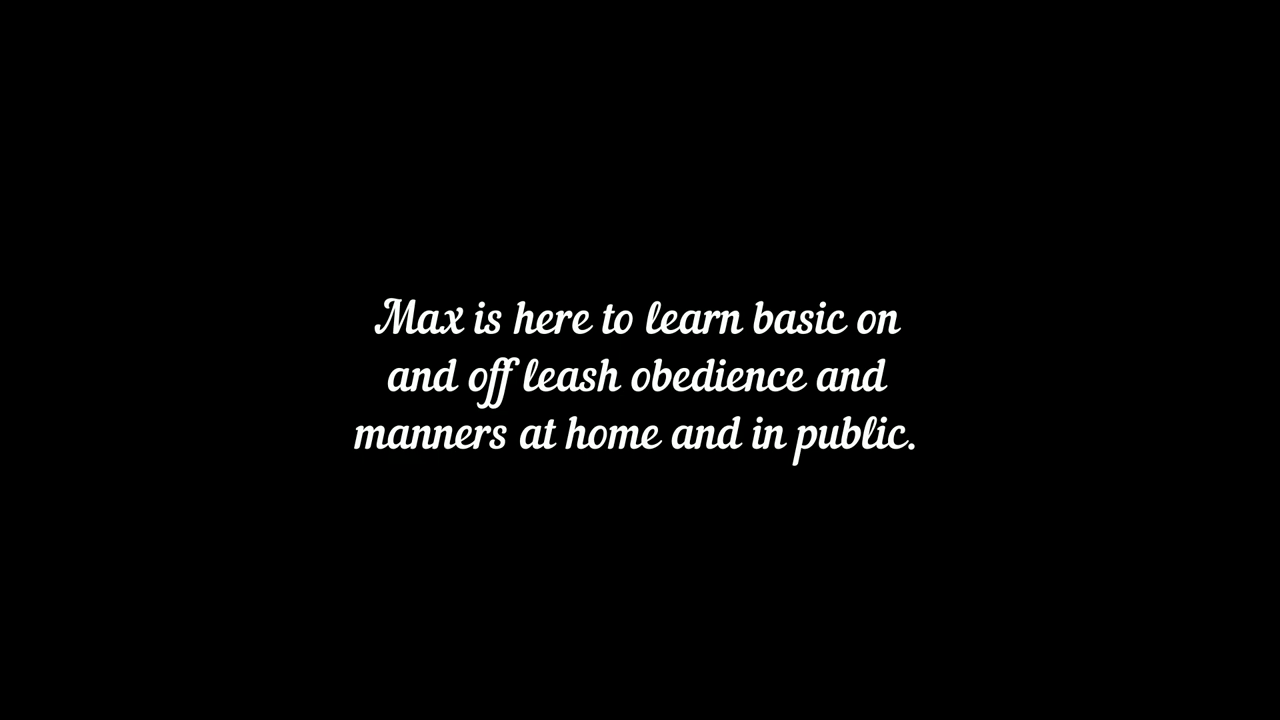 Max is here to learn basic on
and off leash obedience and
manners at home and in public.